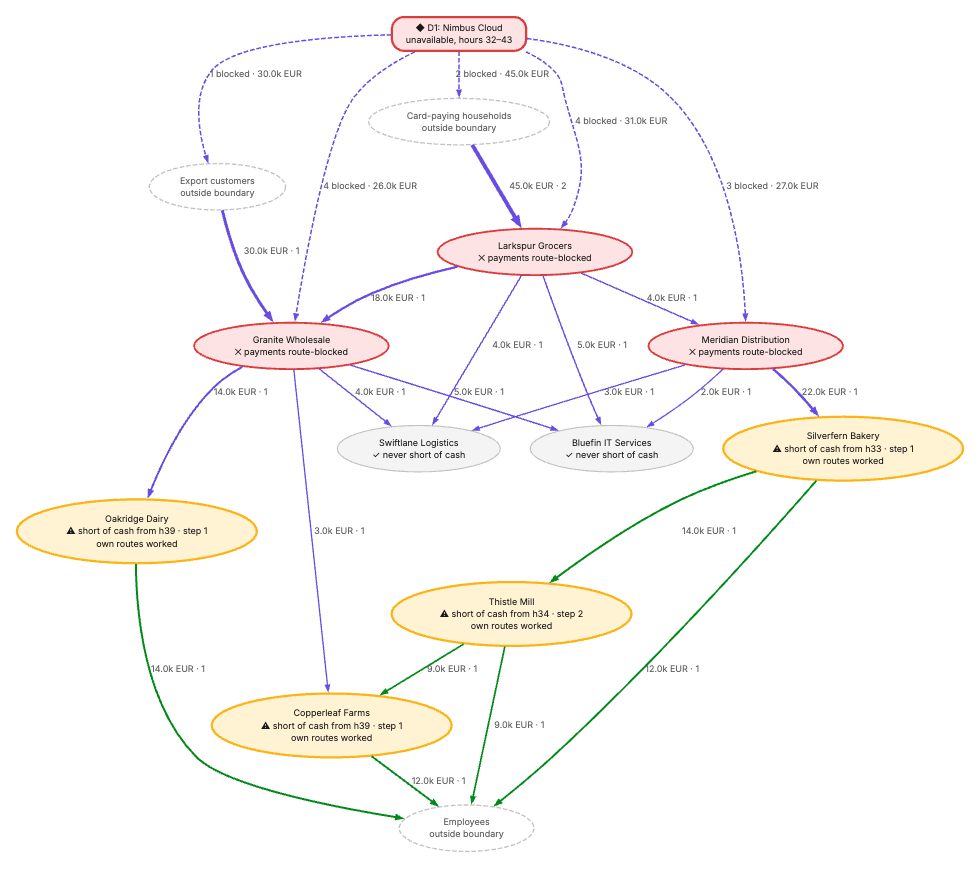 ◆ D1: Nimbus Cloud
unavailable, hours 32–43
1 blocked · 30.0k EUR
2 blocked · 45.0k EUR
Card-paying households
outside boundary
4 blocked · 31.0k EUR
Export customers
outside boundary
4 blocked · 26.0k EUR
45.0k EUR · 2
3 blocked · 27.0k EUR
30.0k EUR · 1
Larkspur Grocers
✕ payments route-blocked
18.0k EUR · 1
4.0k EUR · 1
Granite Wholesale
✕ payments route-blocked
4.0k EUR · 1
5.0k EUR · 1
Meridian Distribution
✕ payments route-blocked
14.0k EUR · 1
4.0k EUR · 1
5.0k EUR · 1
3.0k EUR · 1
2.0k EUR · 1
22.0k EUR · 1
Swiftlane Logistics
✓ never short of cash
Bluefin IT Services
✓ never short of cash
Silverfern Bakery
⚠ short of cash from h33 · step 1
own routes worked
Oakridge Dairy
⚠ short of cash from h39 · step 1
own routes worked
3.0k EUR · 1
14.0k EUR · 1
Thistle Mill
⚠ short of cash from h34 · step 2
own routes worked
14.0k EUR · 1
9.0k EUR · 1
12.0k EUR · 1
Copperleaf Farms
⚠ short of cash from h39 · step 1
own routes worked
9.0k EUR · 1
12.0k EUR · 1
Employees
outside boundary